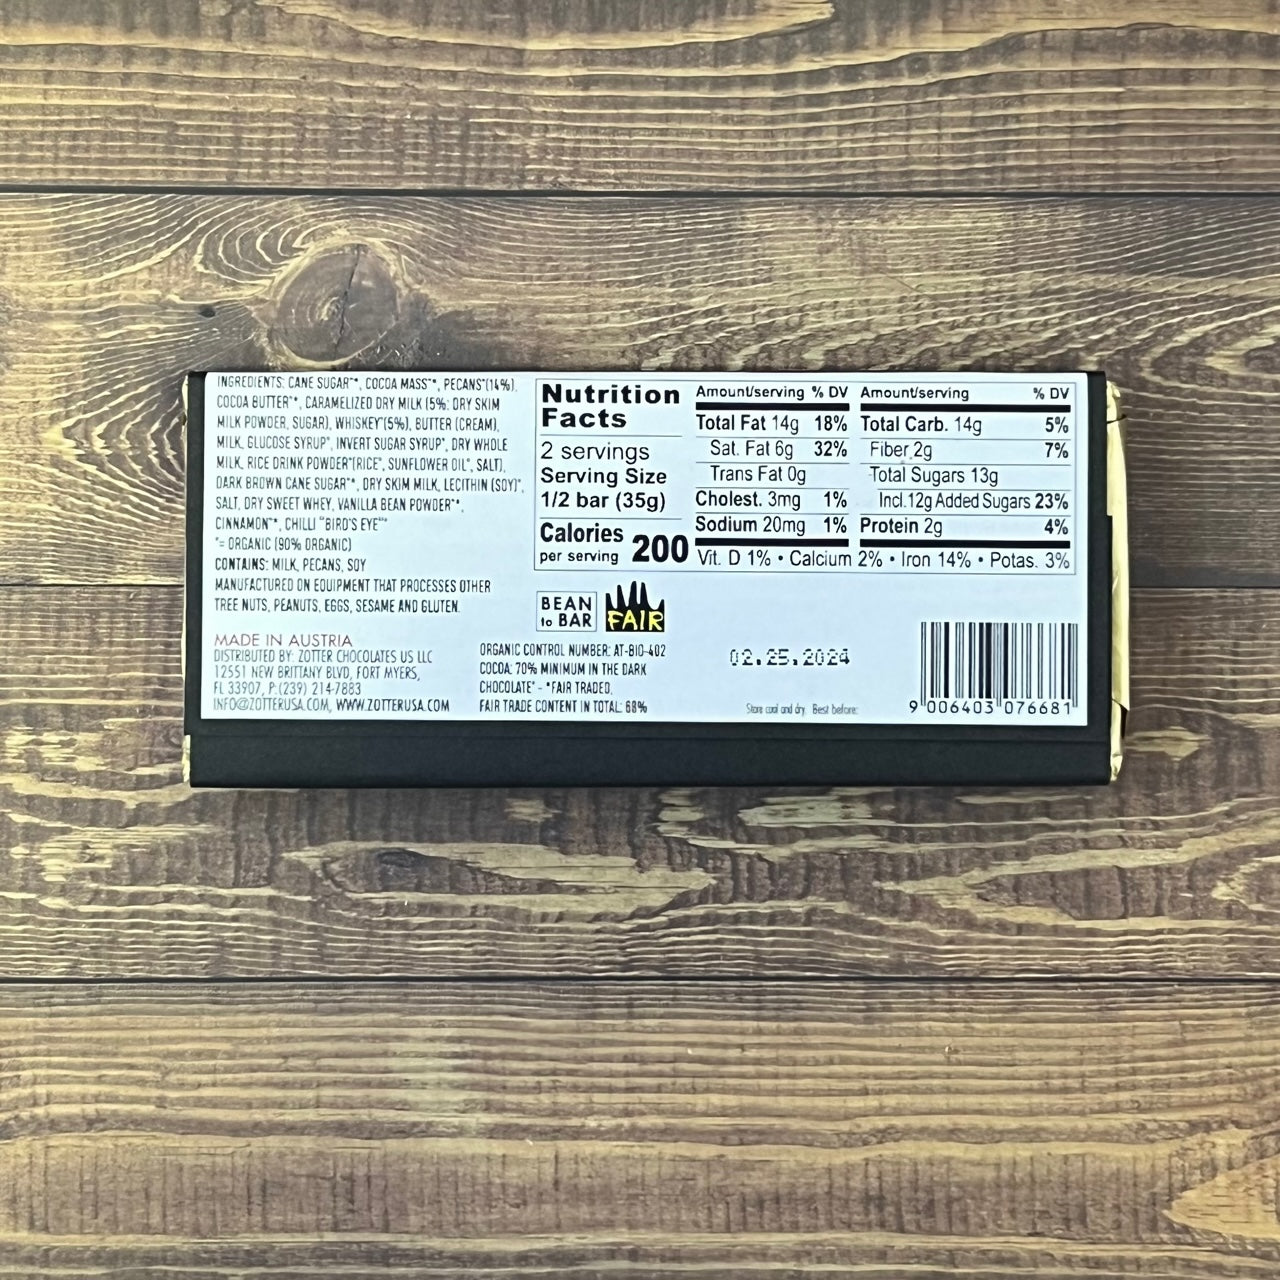 INGREDIENTS: CANE SUGAR*+, COCOA MASS*+, PECANS*(14%),
COCOA BUTTER*+, CARAMELIZED DRY MILK (5%: DRY SKIM
MILK POWDER, SUGAR), WHISKEY*(5%), BUTTER (CREAM),
MILK, GLUCOSE SYRUP*, INVERT SUGAR SYRUP*, DRY WHOLE
MILK, RICE DRINK POWDER*(RICE*, SUNFLOWER OIL*, SALT),
DARK BROWN CANE SUGAR*+, DRY SKIM MILK, LECITHIN (SOY)*,
SALT, DRY SWEET WHEY, VANILLA BEAN POWDER*+,
CINNAMON*+, CHILLI "BIRD'S EYE"*+
*= ORGANIC (90% ORGANIC)
CONTAINS: MILK, PECANS, SOY
MANUFACTURED ON EQUIPMENT THAT PROCESSES OTHER
TREE NUTS, PEANUTS, EGGS, SESAME AND GLUTEN.
MADE IN AUSTRIA
DISTRIBUTED BY: ZOTTER CHOCOLATES US LLC
12551 NEW BRITTANY BLVD, FORT MYERS,
FL 33907, P:(239) 214-7883
INFO@ZOTTERUSA.COM, WWW.ZOTTERUSA.COM
Nutrition
Facts
2 servings
Serving Size
1/2 bar (35g)
Calories
per serving 200
Amount/serving % DV
Total Fat 14g 18%
Sat. Fat 6g 32%
Trans Fat 0g
Cholest. 3mg 1%
Sodium 20mg 1%
Amount/serving % DV
Total Carb. 14g 5%
Fiber 2g 7%
Total Sugars 13g
Incl.12g Added Sugars 23%
Protein 2g 4%
Vit. D 1% • Calcium 2% • Iron 14% • Potas. 3%
BEAN
to BAR
FAIR
ORGANIC CONTROL NUMBER: AT-BIO-402
COCOA: 70% MINIMUM IN THE DARK
CHOCOLATE* - +FAIR TRADED,
FAIR TRADE CONTENT IN TOTAL: 68%
02.25.2024
Store cool and dry. Best before:
9 006403 076681